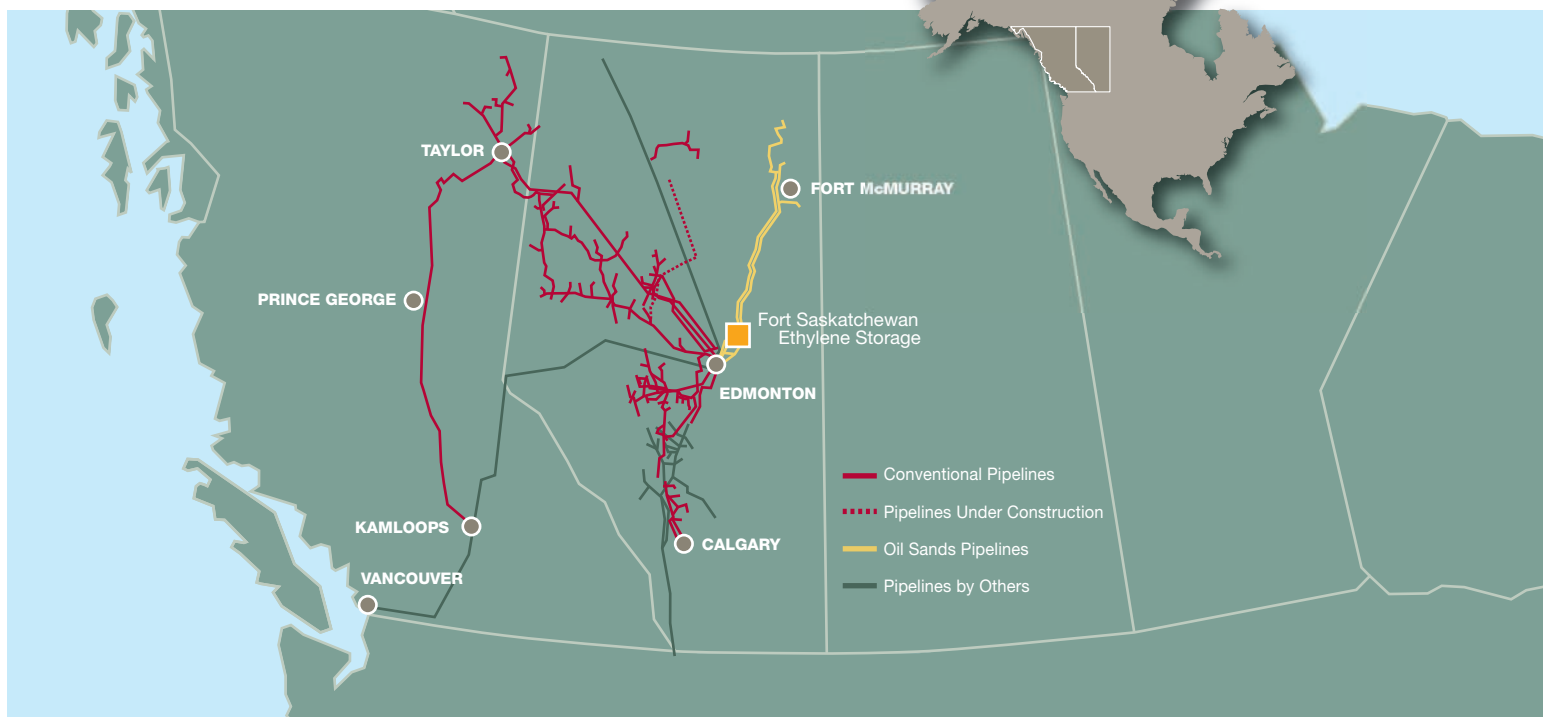 TAYLOR
FORT McMURRAY
PRINCE GEORGE
Fort Saskatchewan
Ethylene Storage
EDMONTON
Conventional Pipelines
Pipelines Under Construction
KAMLOOPS
CALGARY
Oil Sands Pipelines
VANCOUVER
Pipelines by Others